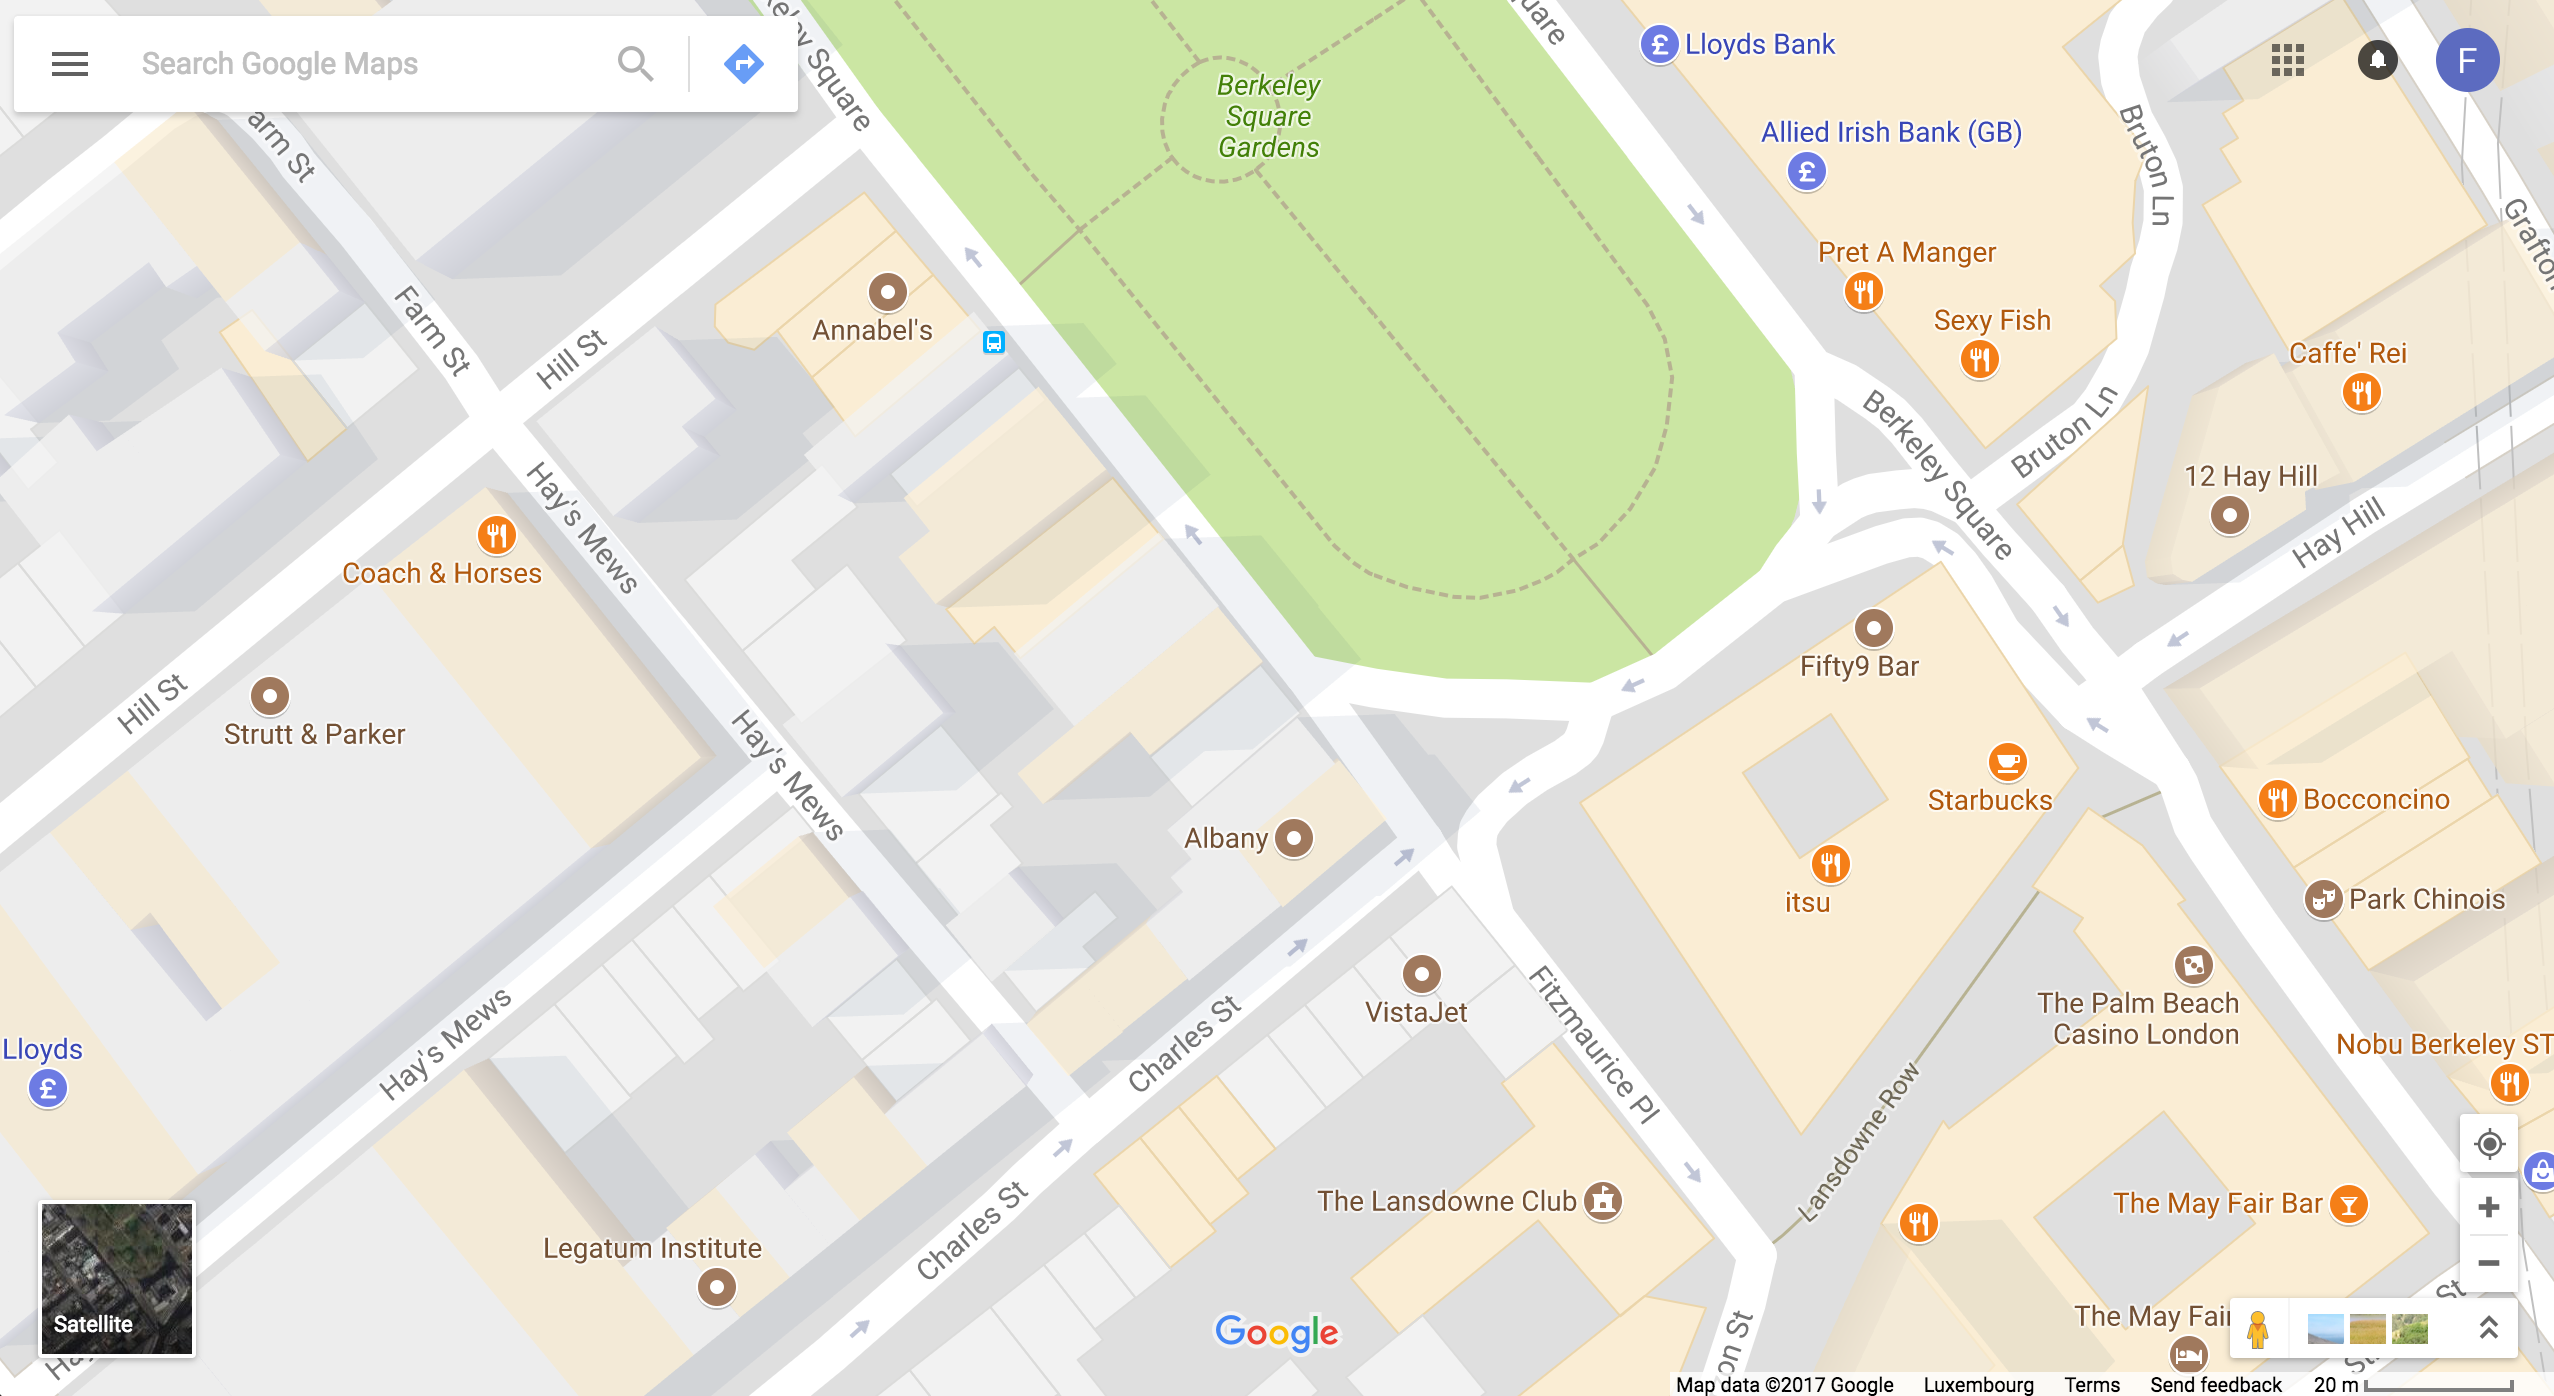 Search Google Maps
Square
Berkeley
Square
Gardens
Lloyds Bank
F
Allied Irish Bank (GB)
Bruton Ln
Pret A Manger
Sexy Fish
Annabel's
Farm St
Hill St
Caffe' Rei
Berkeley Square
Bruton Ln
12 Hay Hill
Hay Hill
Hay's Mews
Coach & Horses
Fifty9 Bar
Hill St
Strutt & Parker
Hay's Mews
Starbucks
Bocconcino
Albany
itsu
Park Chinois
VistaJet
Fitzmaurice Pl
The Palm Beach
Casino London
Lloyds
Hay's Mews
Charles St
Nobu Berkeley ST
Lansdowne Row
The Lansdowne Club
The May Fair Bar
Charles St
Legatum Institute
Satellite
Google
The May Fair
Map data ©2017 Google
Luxembourg
Terms
Send feedback
20 m